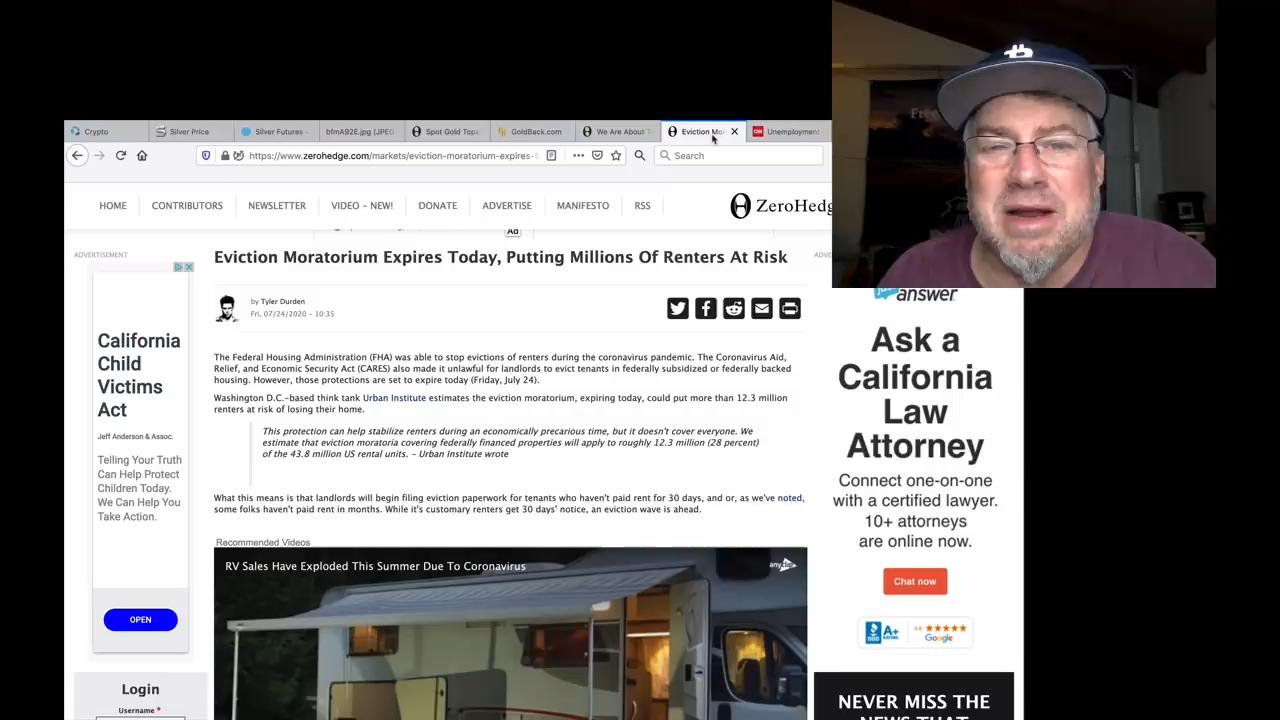 Crypto
Silver Price
Silver Futures
bfmA92E.jpg (JPEG
Spot Gold Tops
GoldBack.com
We Are About T
Eviction Mo
Unemployment
https://www.zerohedge.com/markets/eviction-moratorium-expires-t
Search
HOME
CONTRIBUTORS
NEWSLETTER
VIDEO – NEW!
DONATE
ADVERTISE
MANIFESTO
RSS
ZeroHedg
Ad
ADVERTISEMENT
Eviction Moratorium Expires Today, Putting Millions Of Renters At Risk
ADVE
by Tyler Durden
Fri, 07/24/2020 - 10:35
The Federal Housing Administration (FHA) was able to stop evictions of renters during the coronavirus pandemic. The Coronavirus Aid,
Relief, and Economic Security Act (CARES) also made it unlawful for landlords to evict tenants in federally subsidized or federally backed
housing. However, those protections are set to expire today (Friday, July 24).
Washington D.C.-based think tank Urban Institute estimates the eviction moratorium, expiring today, could put more than 12.3 million
renters at risk of losing their home.
This protection can help stabilize renters during an economically precarious time, but it doesn't cover everyone. We
estimate that eviction moratoria covering federally financed properties will apply to roughly 12.3 million (28 percent)
of the 43.8 million US rental units. – Urban Institute wrote
What this means is that landlords will begin filing eviction paperwork for tenants who haven't paid rent for 30 days, and or, as we've noted,
some folks haven't paid rent in months. While it's customary renters get 30 days' notice, an eviction wave is ahead.
Recommended Videos
RV Sales Have Exploded This Summer Due To Coronavirus
California
Child
Victims
Act
Jeff Anderson & Assoc.
Telling Your Truth
Can Help Protect
Children Today.
We Can Help You
Take Action.
OPEN
Login
Username *
answer
Ask a
California
Law
Attorney
Connect one-on-one
with a certified lawyer.
10+ attorneys
are online now.
Chat now
BBB
A+
RATING
Google
NEVER MISS THE
NEWS THAT
Free